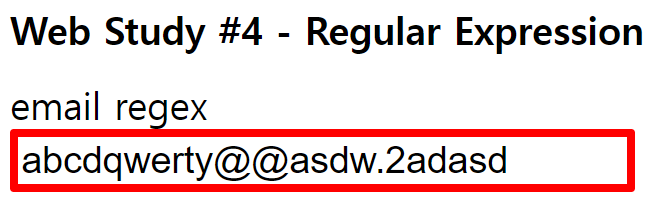 Web Study #4 - Regular Expression
email regex
abcdqwerty@@asdw.2adasd